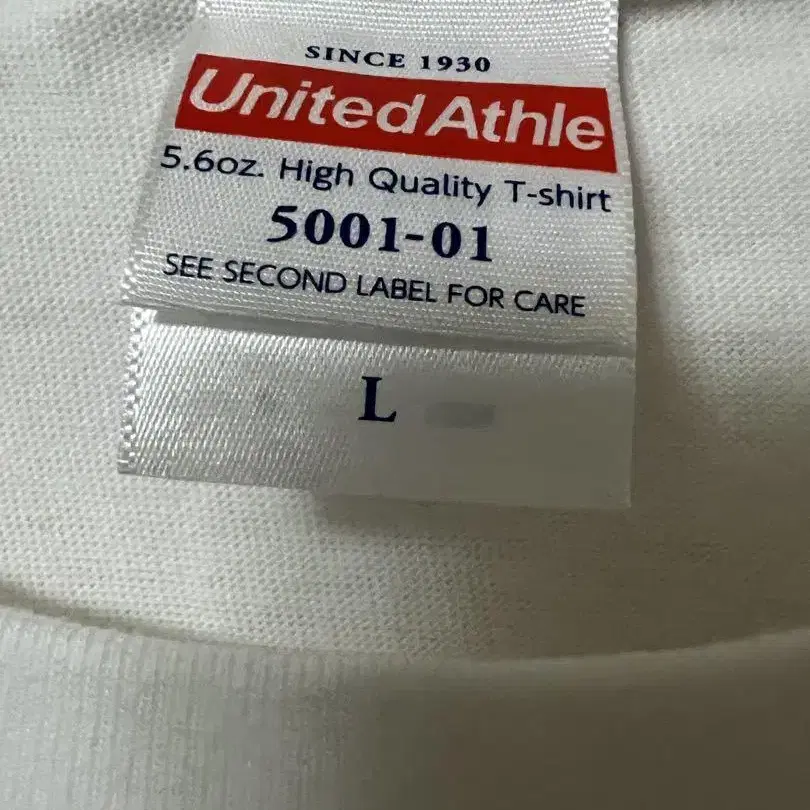 SINCE 1930
United Athle
5.6oz. High Quality T-shirt
5001-01
SEE SECOND LABEL FOR CARE
L